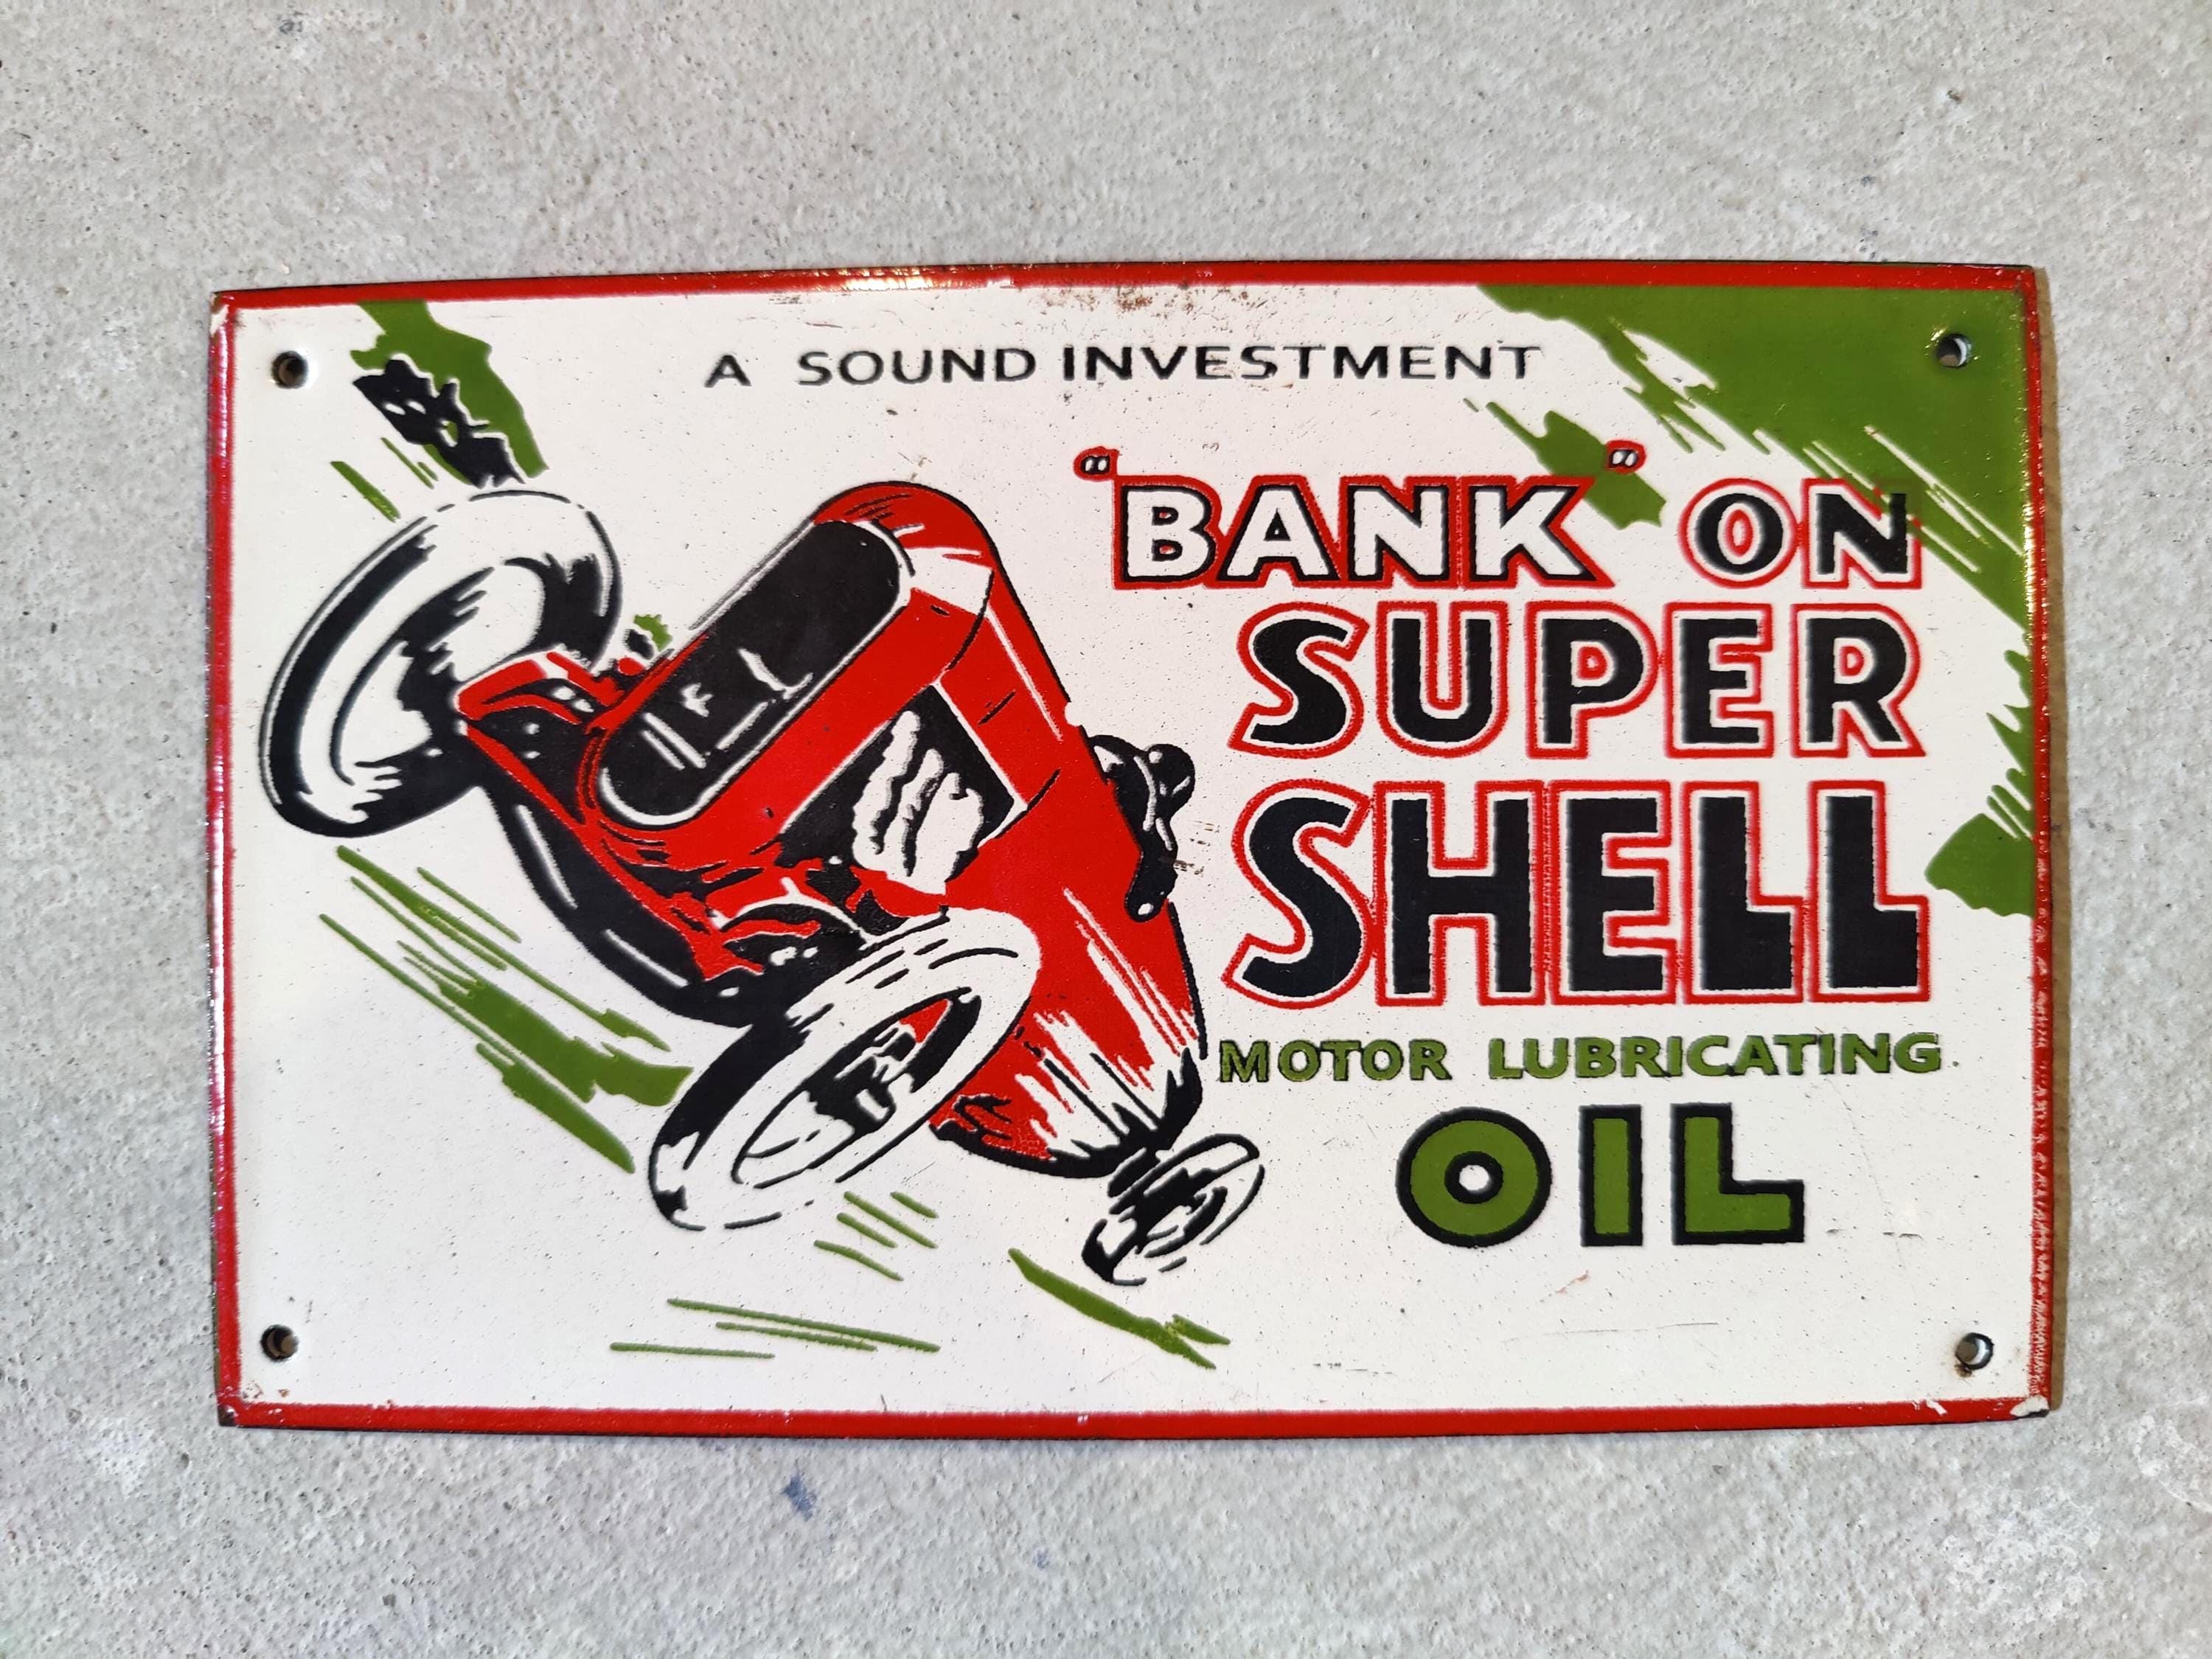 A SOUND INVESTMENT
"BANK" ON
SUPER
SHELL
MOTOR LUBRICATING
OIL